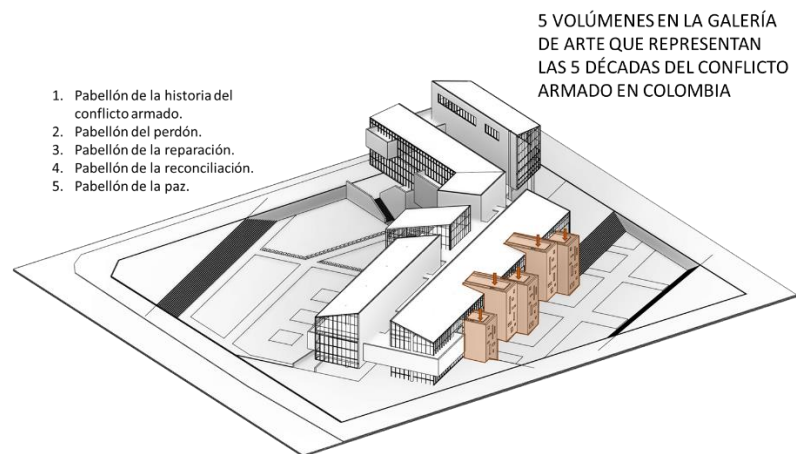 5 VOLÚMENES EN LA GALERÍA
DE ARTE QUE REPRESENTAN
LAS 5 DÉCADAS DEL CONFLICTO
ARMADO EN COLOMBIA
1. Pabellón de la historia del
conflicto armado.
2. Pabellón del perdón.
3. Pabellón de la reparación.
4. Pabellón de la reconciliación.
5. Pabellón de la paz.